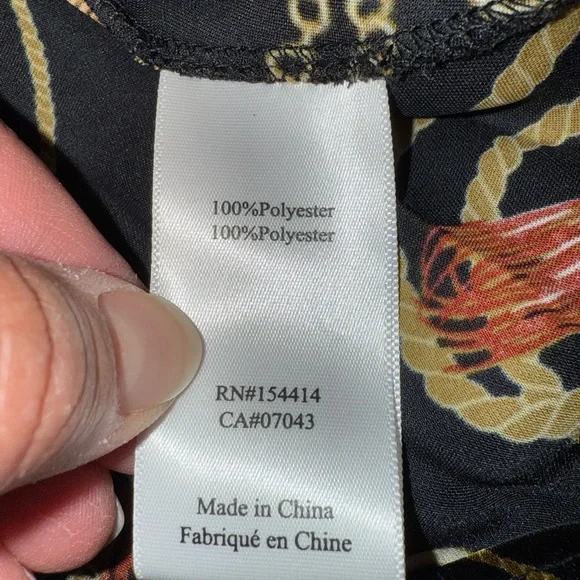 100%Polyester
100%Polyester
RN#154414
CA#07043
Made in China
Fabriqué en Chine